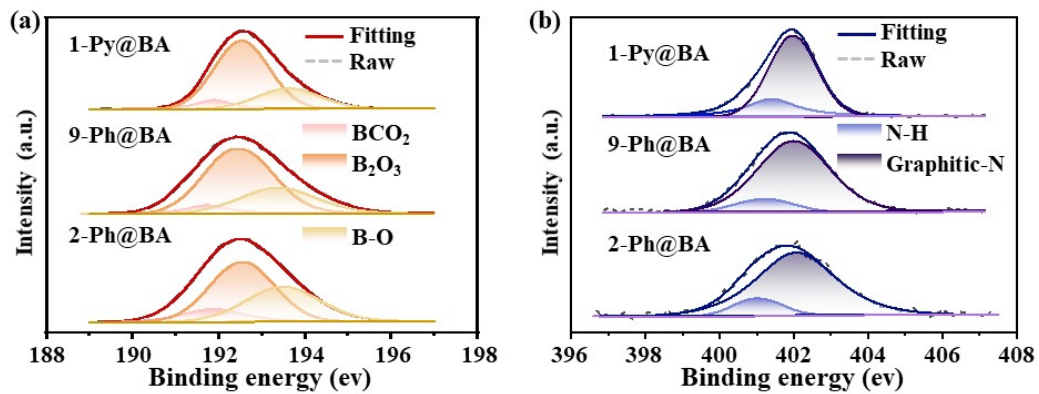 (a)
1-Py@BA
Fitting
Raw
9-Ph@BA
BCO₂
B₂O₃
2-Ph@BA
B-O
Intensity (a.u.)
188 190 192 194 196 198
Binding energy (ev)
(b)
1-Py@BA
Fitting
Raw
9-Ph@BA
N-H
Graphitic-N
2-Ph@BA
Intensity (a.u.)
396 398 400 402 404 406 408
Binding energy (ev)